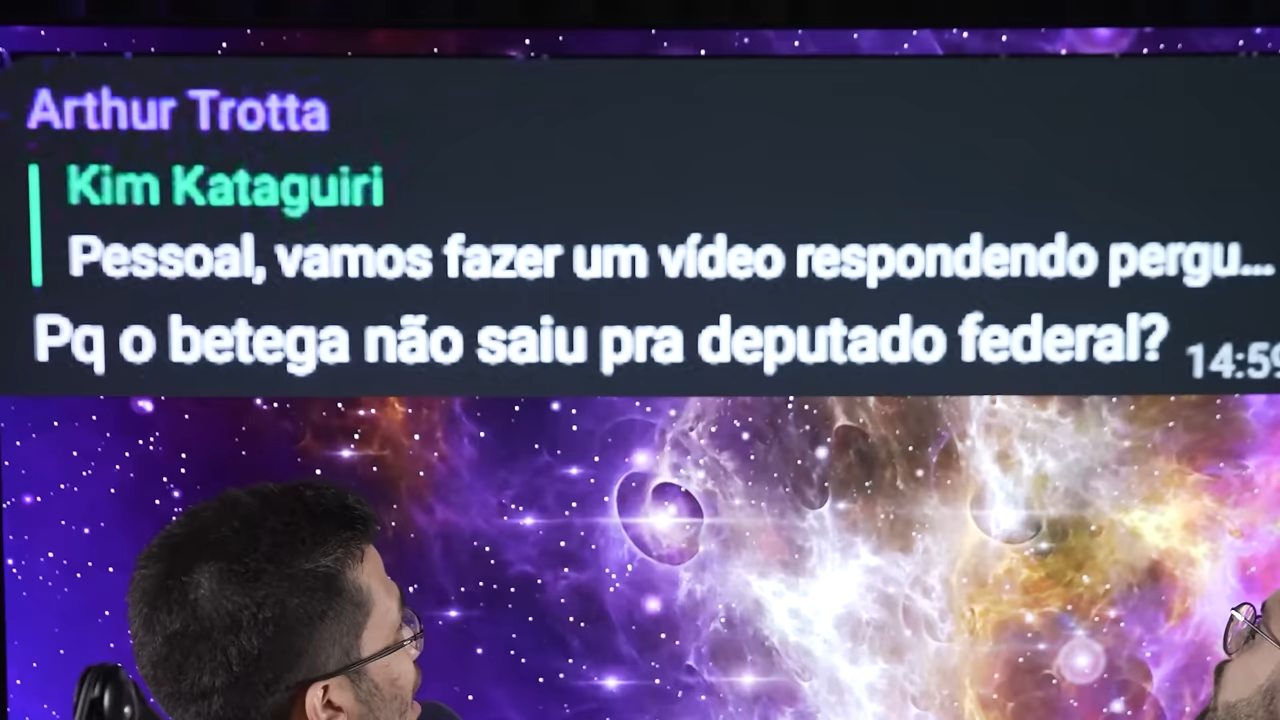 Arthur Trotta
Kim Kataguiri
Pessoal, vamos fazer um vídeo respondendo pergu...
Pq o betega não saiu pra deputado federal?
14:59